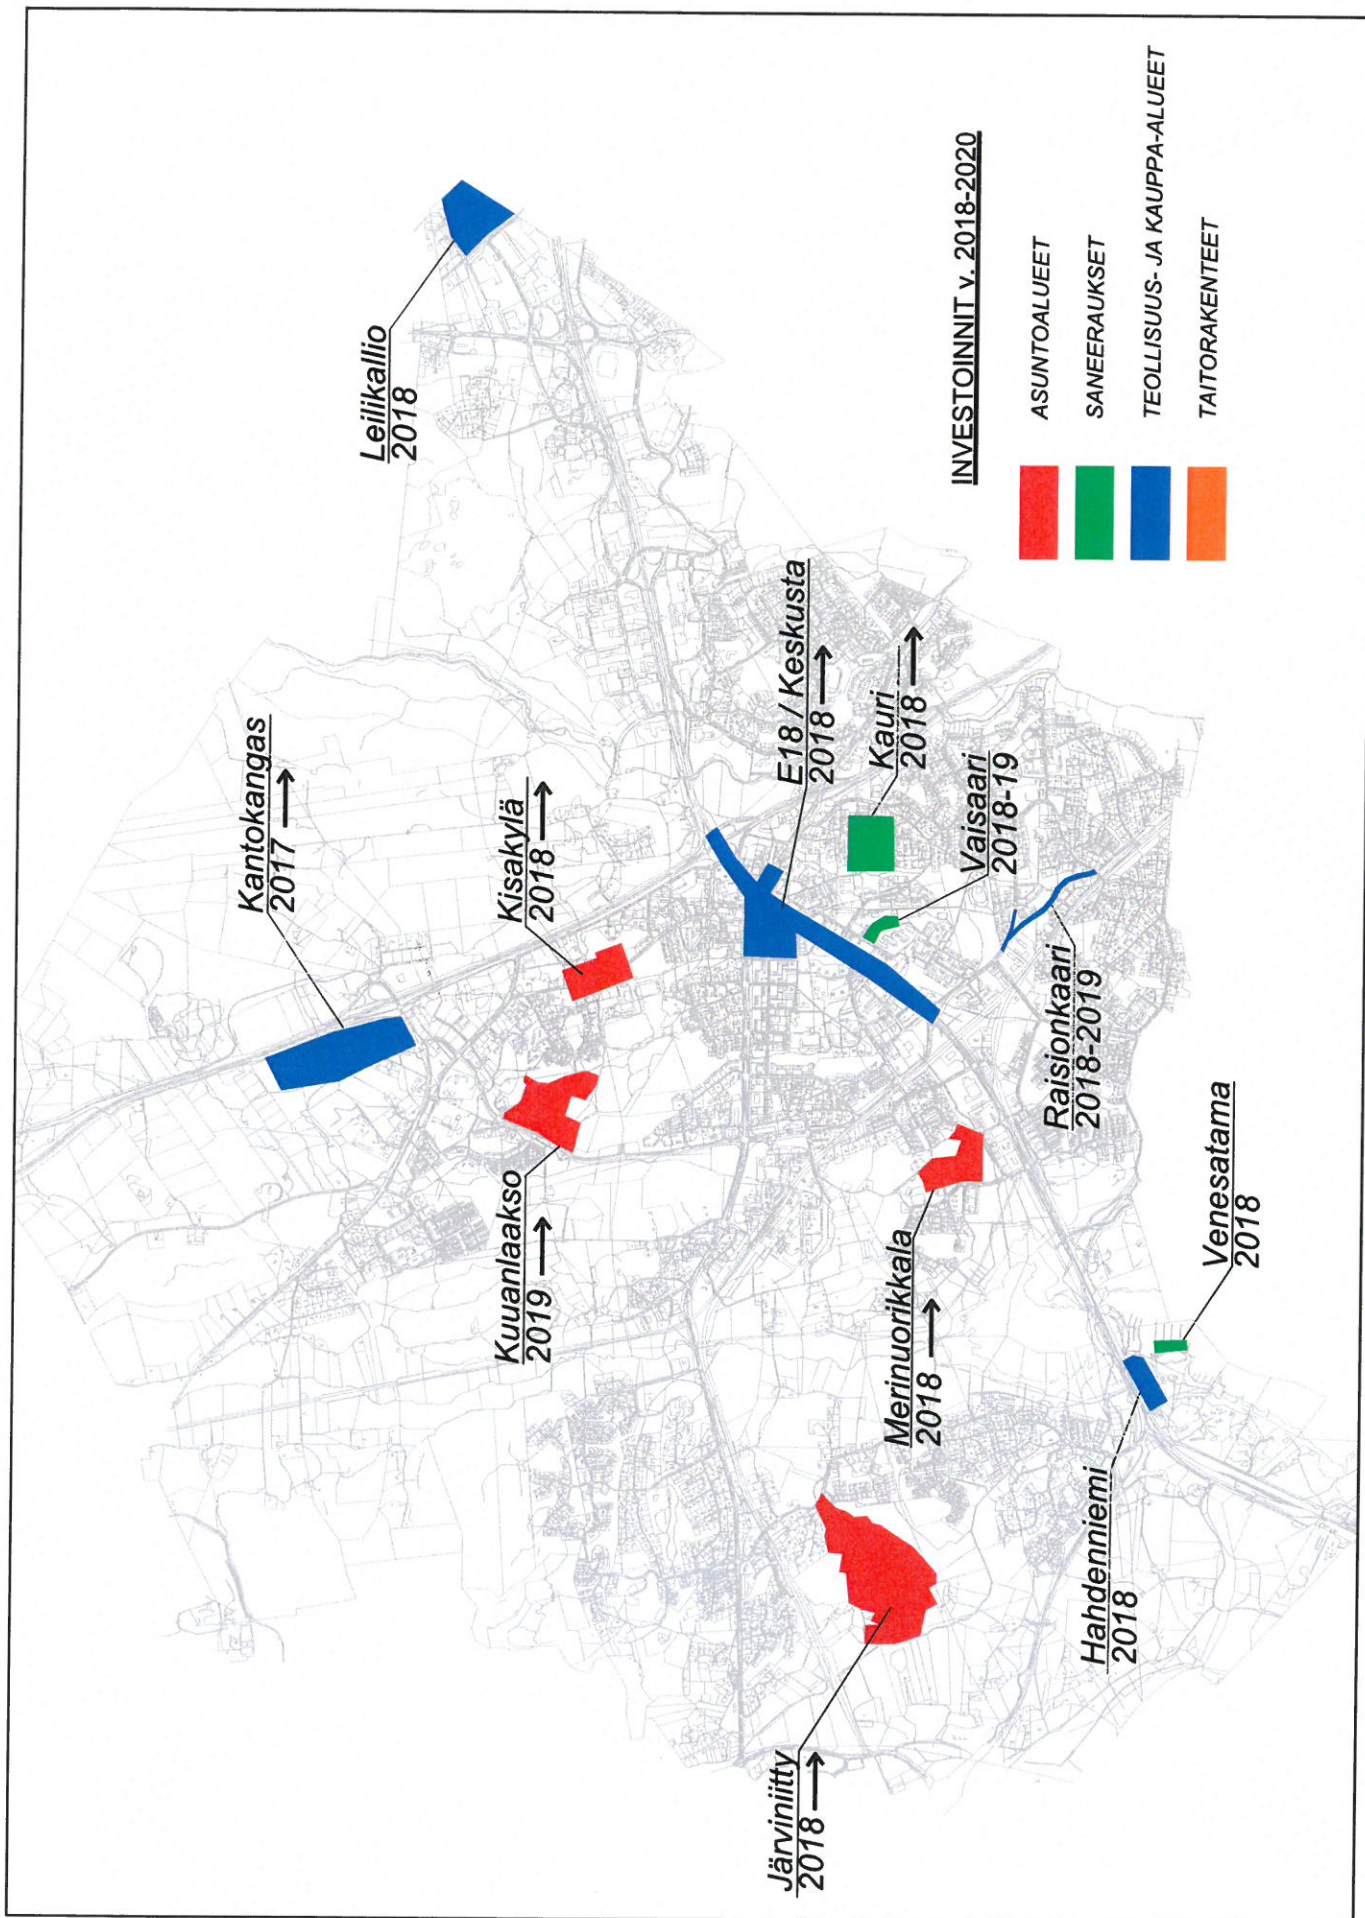 Leilikallio
2018
Kantokangas
2017
Kisakylä
2018
Kuuanlaakso
2019
E18 / Keskusta
2018
Kauri
2018
Vaisaari
2018-19
Raisionkaari
2018-2019
Merinuorikkala
2018
Venesatama
2018
Hahdenniemi
2018
Järviniitty
2018
INVESTOINNIT v. 2018-2020
ASUNTOALUEET
SANEERAUKSET
TEOLLISUUS- JA KAUPPA-ALUEET
TAITORAKENTEET